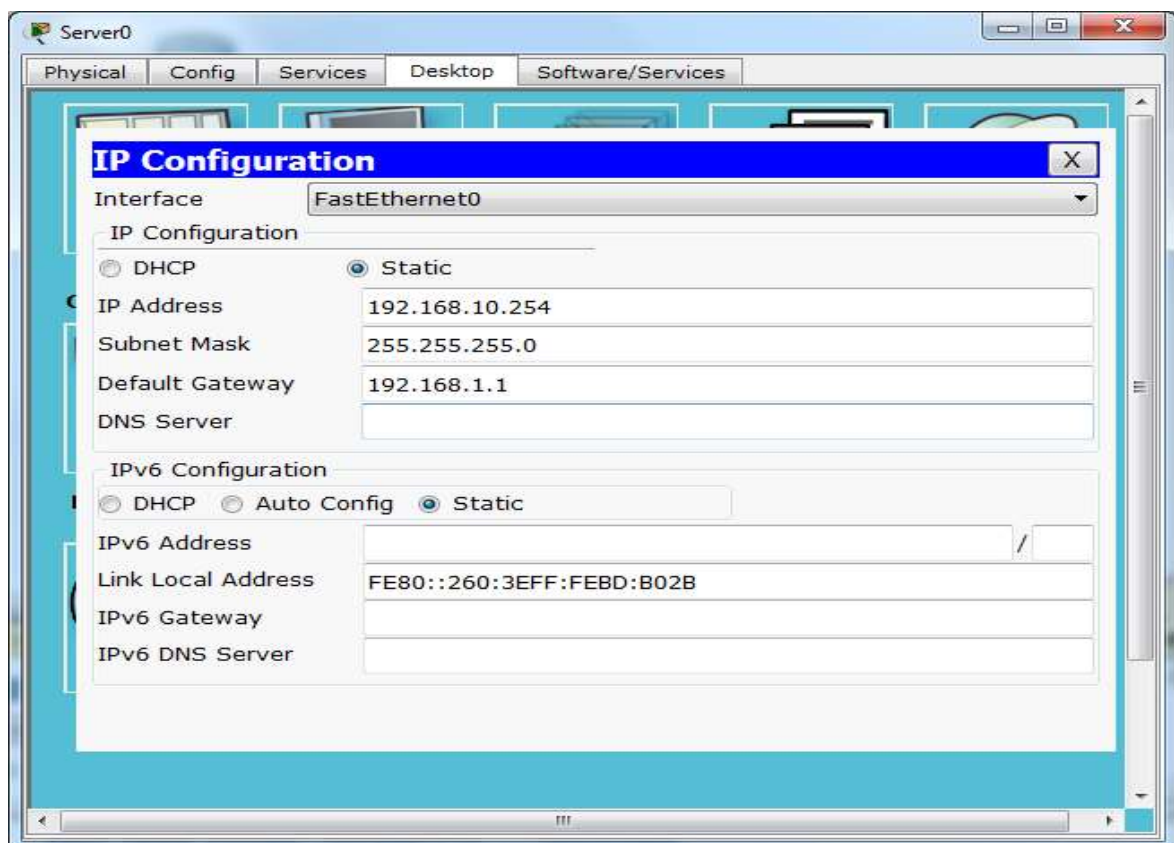 Server0
Physical Config Services Desktop Software/Services
IP Configuration X
Interface FastEthernet0
IP Configuration
DHCP Static
IP Address 192.168.10.254
Subnet Mask 255.255.255.0
Default Gateway 192.168.1.1
DNS Server
IPv6 Configuration
DHCP Auto Config Static
IPv6 Address /
Link Local Address FE80::260:3EFF:FEBD:B02B
IPv6 Gateway
IPv6 DNS Server